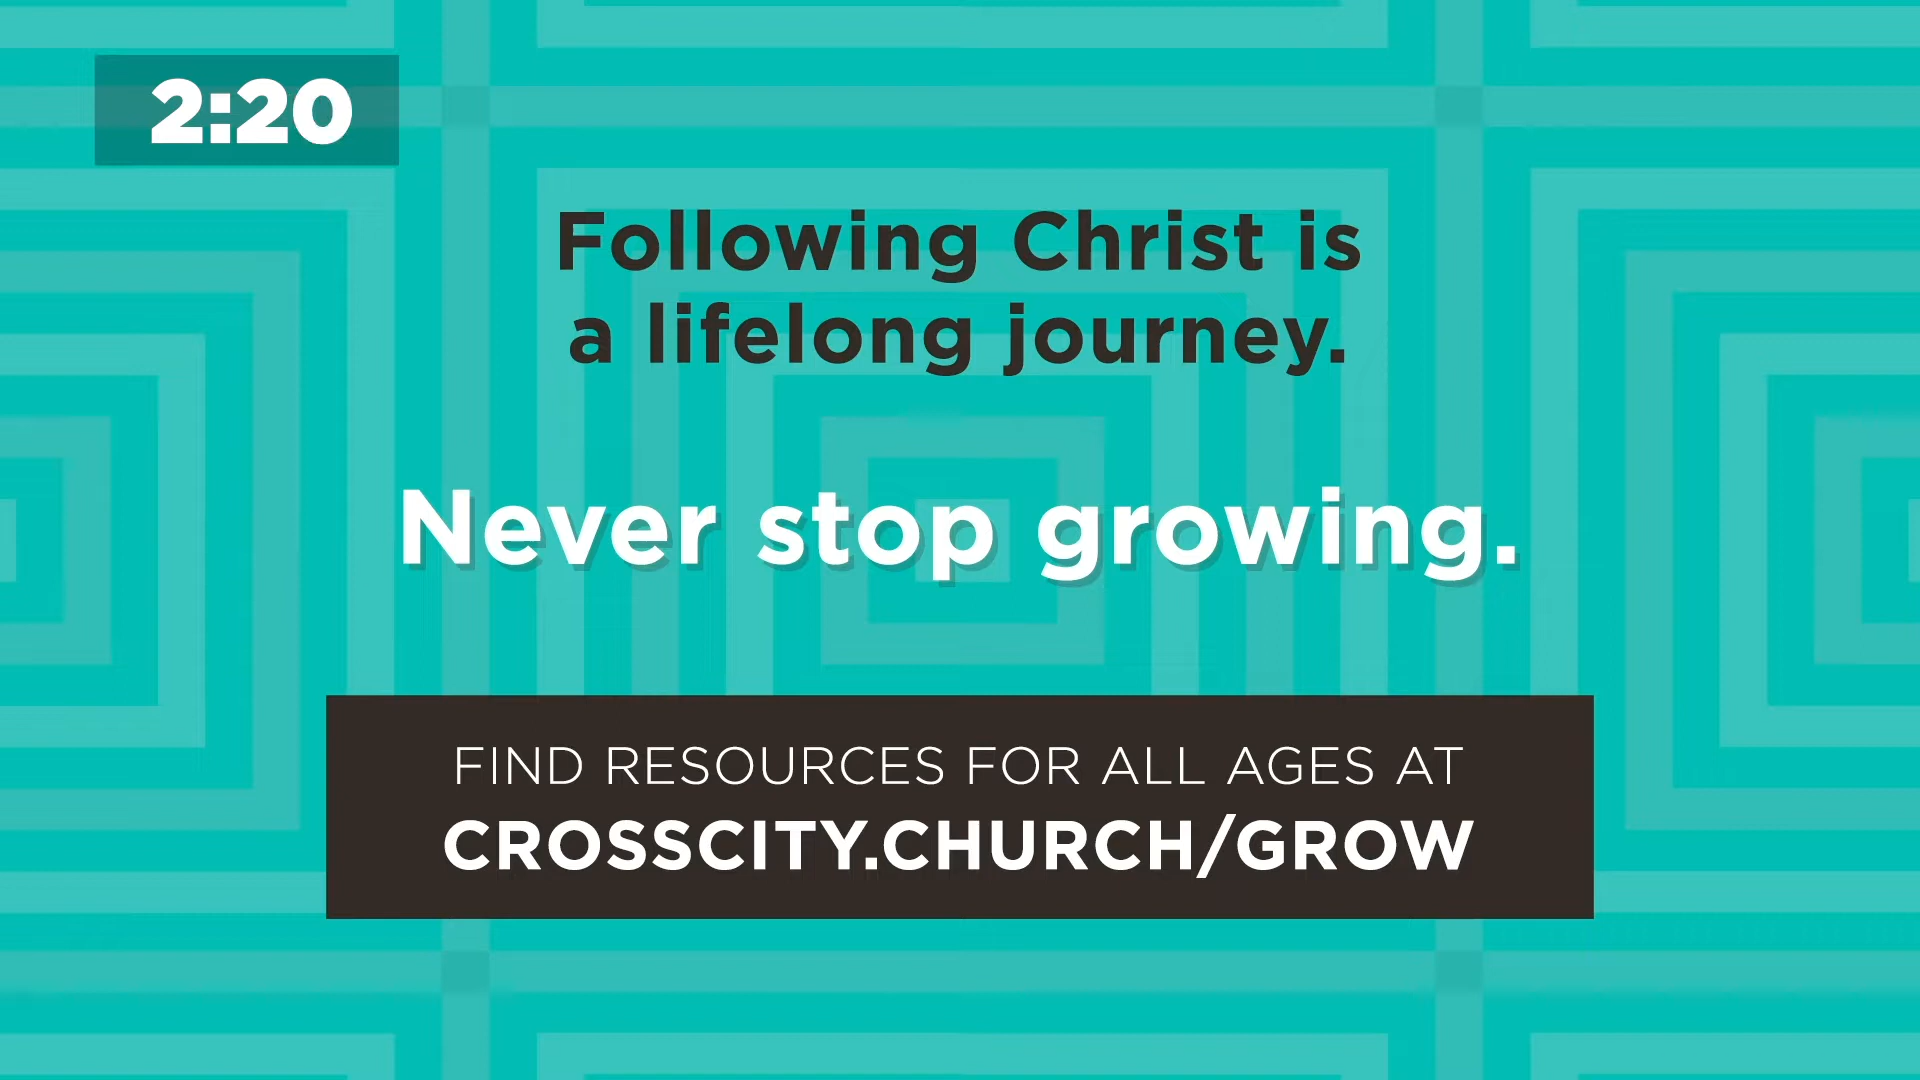 2:20
Following Christ is
a lifelong journey.
Never stop growing.
FIND RESOURCES FOR ALL AGES AT
CROSSCITY.CHURCH/GROW